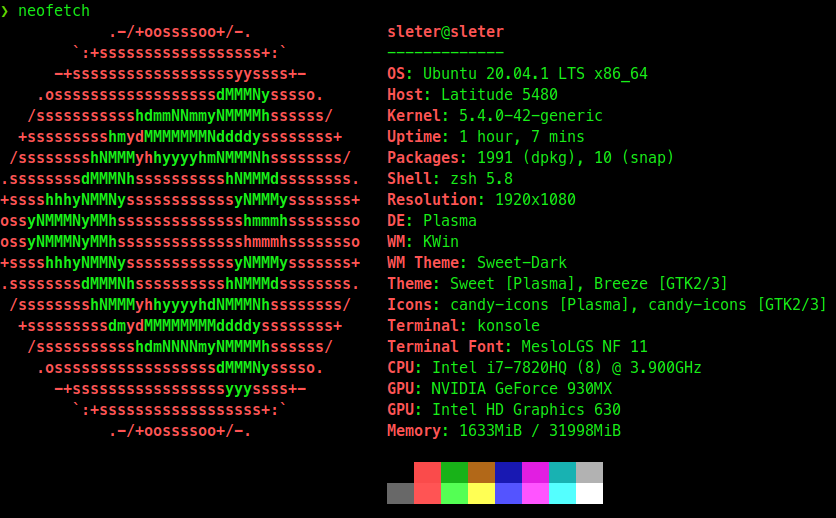 ❯ neofetch
            .-/+oossssoo+/-.               sleter@sleter
        `:+ssssssssssssssssss+:`           -------------
      -+ssssssssssssssssssyyssss+-         OS: Ubuntu 20.04.1 LTS x86_64
    .ossssssssssssssssssdMMMNysssso.       Host: Latitude 5480
   /ssssssssssshdmmNNmmyNMMMMhssssss/      Kernel: 5.4.0-42-generic
  +ssssssssshmydMMMMMMMNddddyssssssss+     Uptime: 1 hour, 7 mins
 /sssssssshNMMMyhhyyyyhmNMMMNhssssssss/    Packages: 1991 (dpkg), 10 (snap)
.ssssssssdMMMNhsssssssssshNMMMdssssssss.   Shell: zsh 5.8
+sssshhhyNMMNyssssssssssssyNMMMysssssss+   Resolution: 1920x1080
ossyNMMMNyMMhsssssssssssssshmmmhssssssso   DE: Plasma
ossyNMMMNyMMhsssssssssssssshmmmhssssssso   WM: KWin
+sssshhhyNMMNyssssssssssssyNMMMysssssss+   WM Theme: Sweet-Dark
.ssssssssdMMMNhsssssssssshNMMMdssssssss.   Theme: Sweet [Plasma], Breeze [GTK2/3]
 /sssssssshNMMMyhhyyyyhdNMMMNhssssssss/    Icons: candy-icons [Plasma], candy-icons [GTK2/3]
  +sssssssssdmydMMMMMMMMddddyssssssss+     Terminal: konsole
   /ssssssssssshdmNNNNmyNMMMMhssssss/      Terminal Font: MesloLGS NF 11
    .ossssssssssssssssssdMMMNysssso.       CPU: Intel i7-7820HQ (8) @ 3.900GHz
      -+sssssssssssssssssyyyssss+-         GPU: NVIDIA GeForce 930MX
        `:+ssssssssssssssssss+:`           GPU: Intel HD Graphics 630
            .-/+oossssoo+/-.               Memory: 1633MiB / 31998MiB